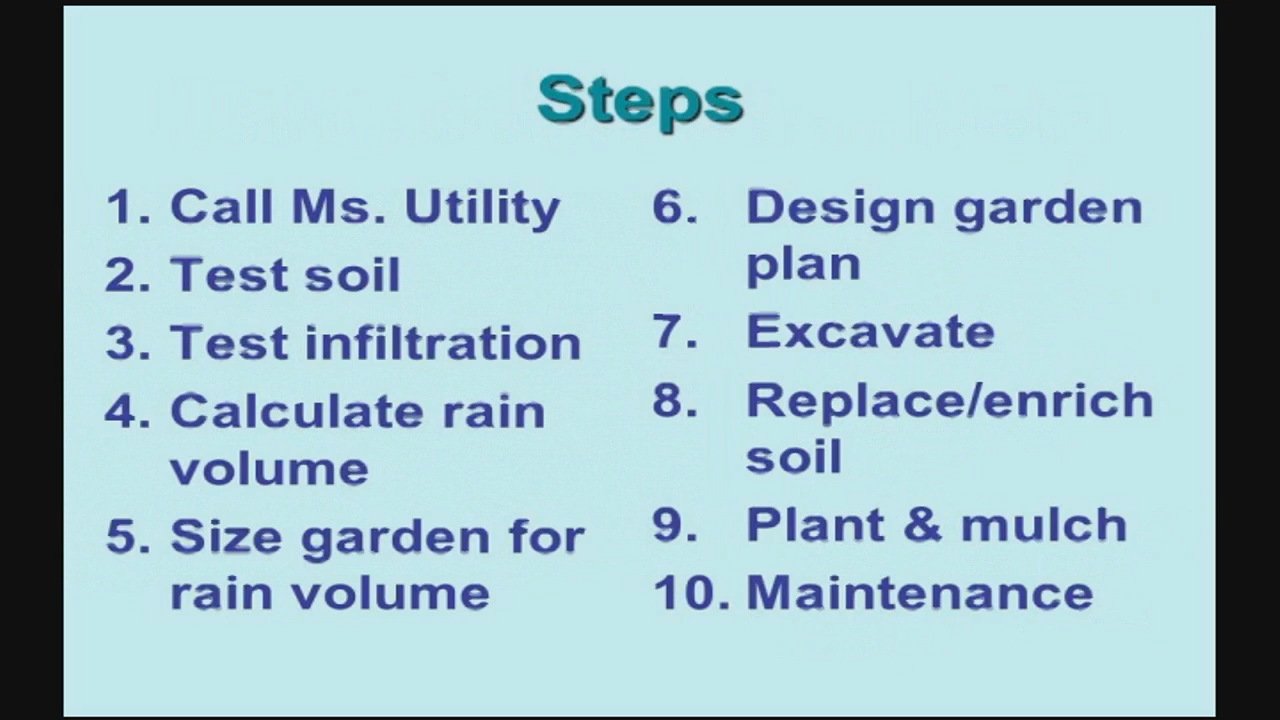 Steps
1. Call Ms. Utility
2. Test soil
3. Test infiltration
4. Calculate rain
volume
5. Size garden for
rain volume
6. Design garden
plan
7. Excavate
8. Replace/enrich
soil
9. Plant & mulch
10. Maintenance